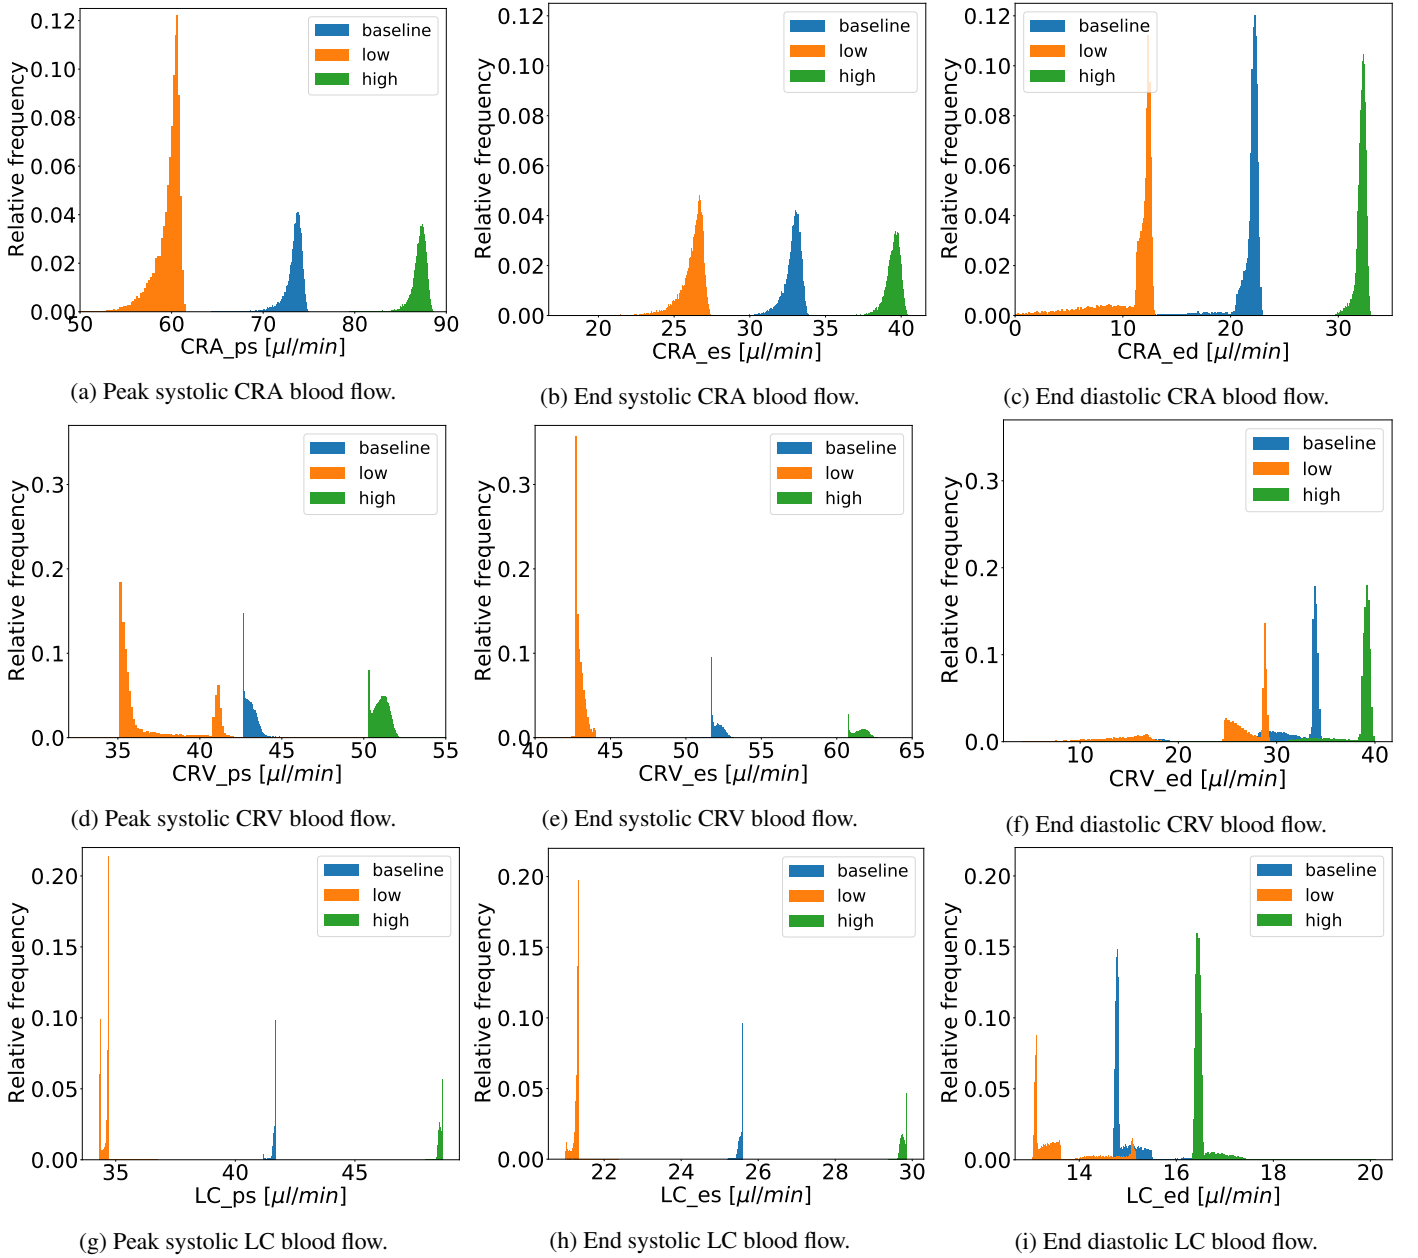 0.12
0.10
0.08
0.06
0.04
0.02
0.00
Relative frequency
baseline
low
high
50 60 70 80 90
CRA_ps [μl/min]
(a) Peak systolic CRA blood flow.
0.12
0.10
0.08
0.06
0.04
0.02
0.00
Relative frequency
baseline
low
high
20 25 30 35 40
CRA_es [μl/min]
(b) End systolic CRA blood flow.
0.12
0.10
0.08
0.06
0.04
0.02
0.00
Relative frequency
baseline
low
high
0 10 20 30
CRA_ed [μl/min]
(c) End diastolic CRA blood flow.
0.3
0.2
0.1
0.0
Relative frequency
baseline
low
high
35 40 45 50 55
CRV_ps [μl/min]
(d) Peak systolic CRV blood flow.
0.3
0.2
0.1
0.0
Relative frequency
baseline
low
high
40 45 50 55 60 65
CRV_es [μl/min]
(e) End systolic CRV blood flow.
0.3
0.2
0.1
0.0
Relative frequency
baseline
low
high
10 20 30 40
CRV_ed [μl/min]
(f) End diastolic CRV blood flow.
0.20
0.15
0.10
0.05
0.00
Relative frequency
baseline
low
high
35 40 45
LC_ps [μl/min]
(g) Peak systolic LC blood flow.
0.20
0.15
0.10
0.05
0.00
Relative frequency
baseline
low
high
22 24 26 28 30
LC_es [μl/min]
(h) End systolic LC blood flow.
0.20
0.15
0.10
0.05
0.00
Relative frequency
baseline
low
high
14 16 18 20
LC_ed [μl/min]
(i) End diastolic LC blood flow.